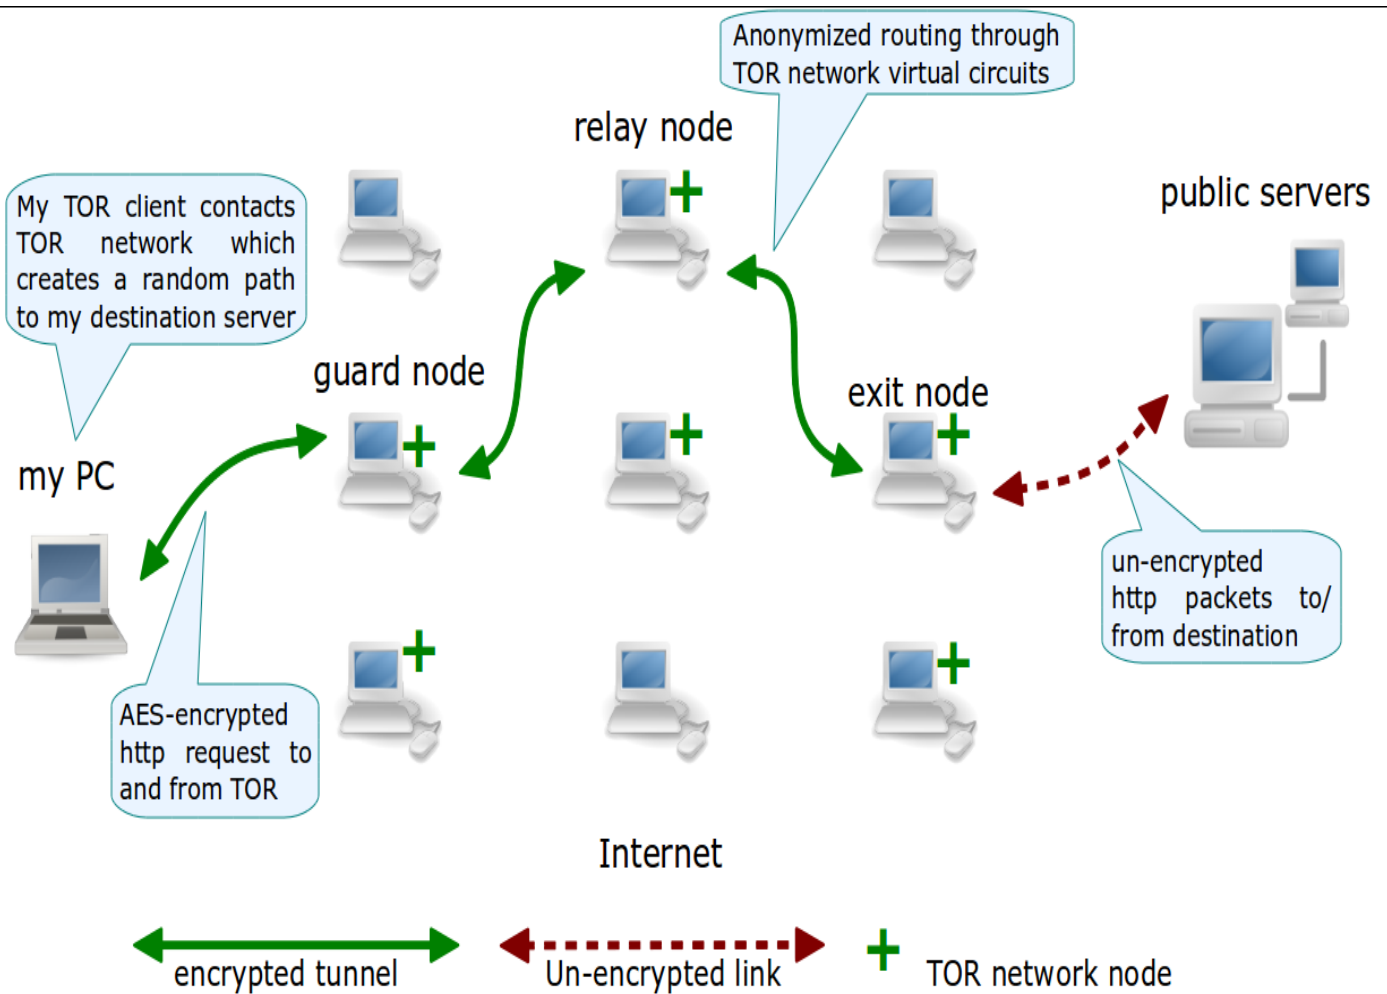 Anonymized routing through
TOR network virtual circuits
relay node
public servers
My TOR client contacts
TOR network which
creates a random path
to my destination server
guard node
exit node
my PC
un-encrypted
http packets to/
from destination
AES-encrypted
http request to
and from TOR
Internet
encrypted tunnel
Un-encrypted link
TOR network node